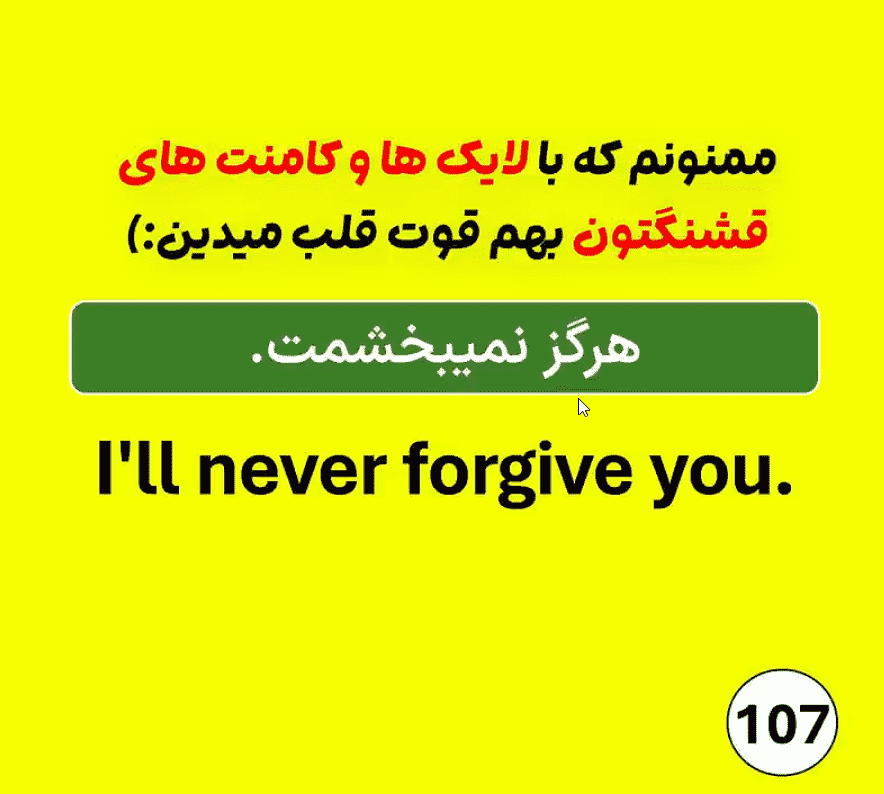 ممنونم که با لایک ها و کامنت های
قشنگتون بهم قوت قلب میدین:)
هرگز نمیبخشمت.
I'll never forgive you.
107